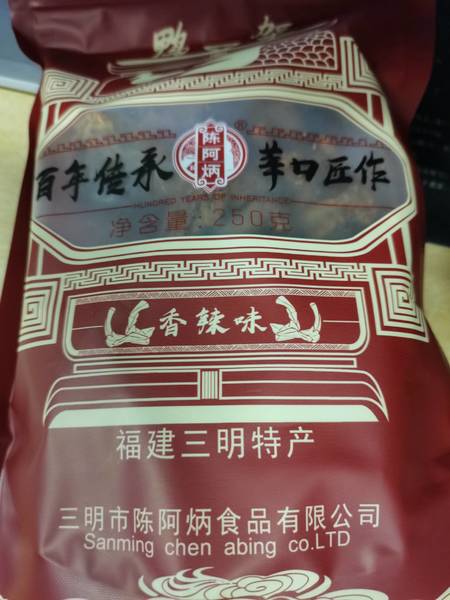 百年传承 陈阿炳® 莘口匠作
HUNDRED YEARS OF INHERITANCE
净含量:250克
香辣味
福建三明特产
三明市陈阿炳食品有限公司
Sanming chen abing co.LTD